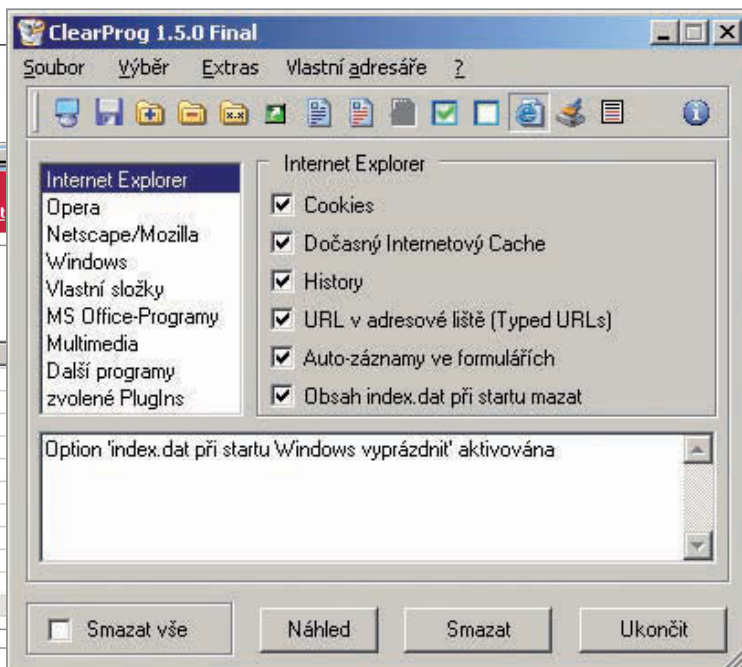 ClearProg 1.5.0 Final
Soubor Výběr Extras Vlastní adresáře ?
Internet Explorer
Opera
Netscape/Mozilla
Windows
Vlastní složky
MS Office-Programy
Multimedia
Další programy
zvolené PlugIns
Internet Explorer
Cookies
Dočasný Internetový Cache
History
URL v adresové liště (Typed URLs)
Auto-záznamy ve formulářích
Obsah index.dat při startu mazat
Option 'index.dat při startu Windows vyprázdnit' aktivována
Smazat vše Náhled Smazat Ukončit